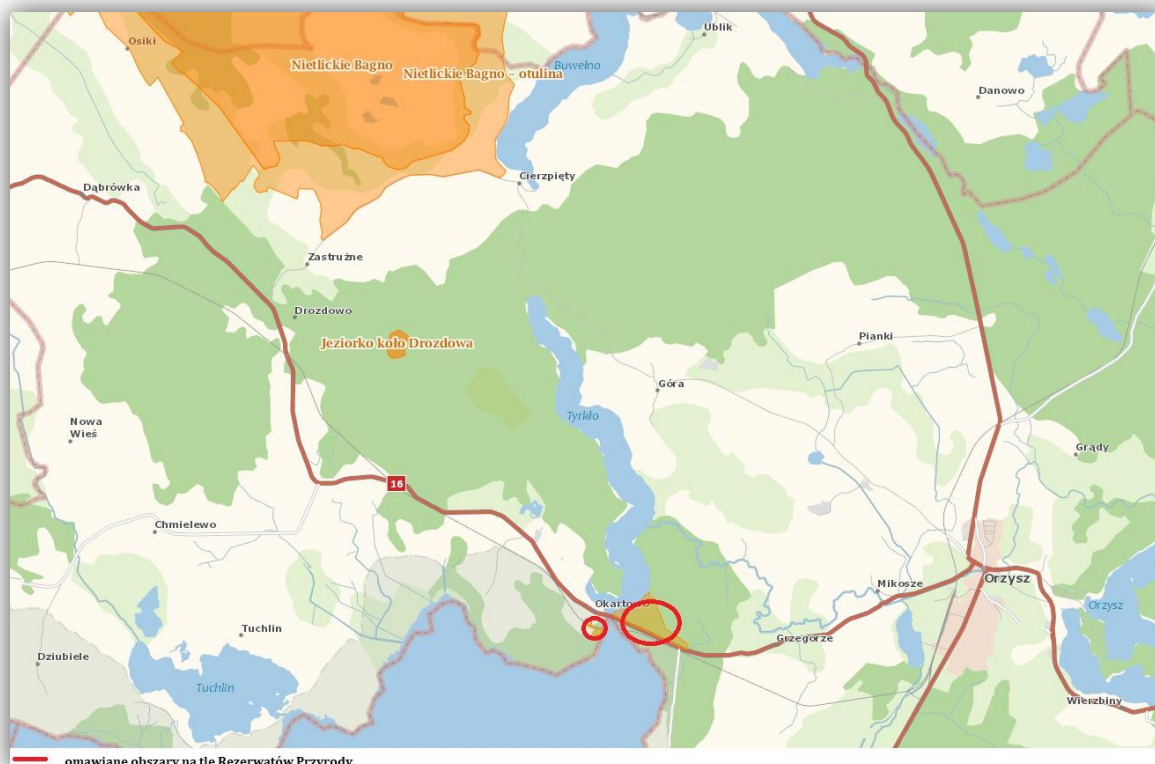 Osiki
Ublik
Nietlickie Bagno
Nietlickie Bagno – otulina
Buwełno
Danowo
Cierzpięty
Dąbrówka
Zastrużne
Drozdowo
Jeziorko koło Drozdowa
Pianki
Góra
Tyrkło
Nowa
Wieś
Grądy
16
Chmielewo
Orzysz
Mikosze
Okartowo
Orzysz
Tuchlin
Grzegorze
Dziubiele
Tuchlin
Wierzbiny
omawiane obszary na tle Rezerwatów Przyrody